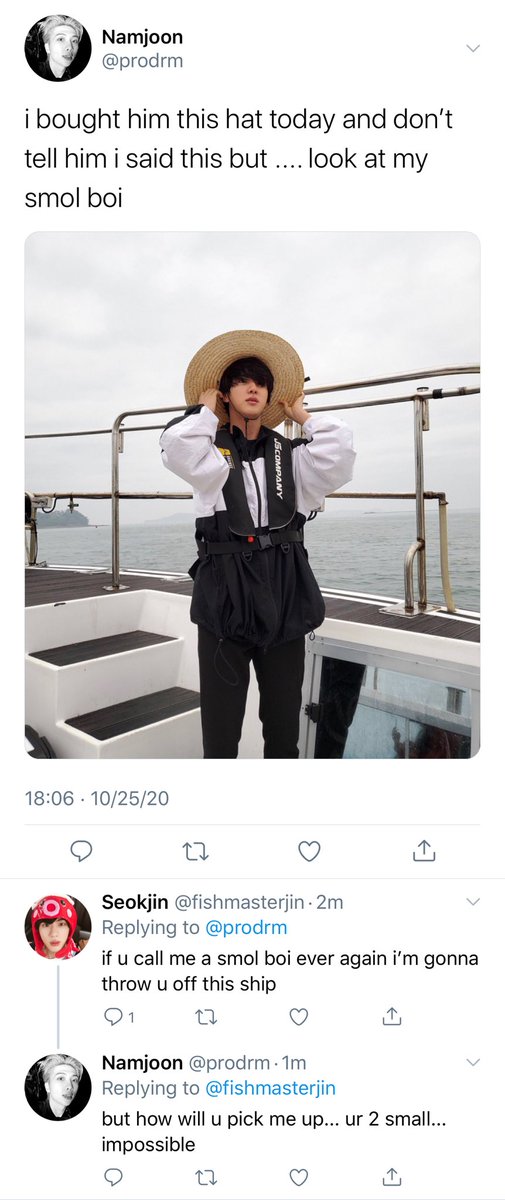 Namjoon
@prodrm
i bought him this hat today and don't
tell him i said this but .... look at my
smol boi
JSCOMPANY
18:06 · 10/25/20
Seokjin @fishmasterjin · 2m
Replying to @prodrm
if u call me a smol boi ever again i'm gonna
throw u off this ship
1
Namjoon @prodrm · 1m
Replying to @fishmasterjin
but how will u pick me up... ur 2 small...
impossible